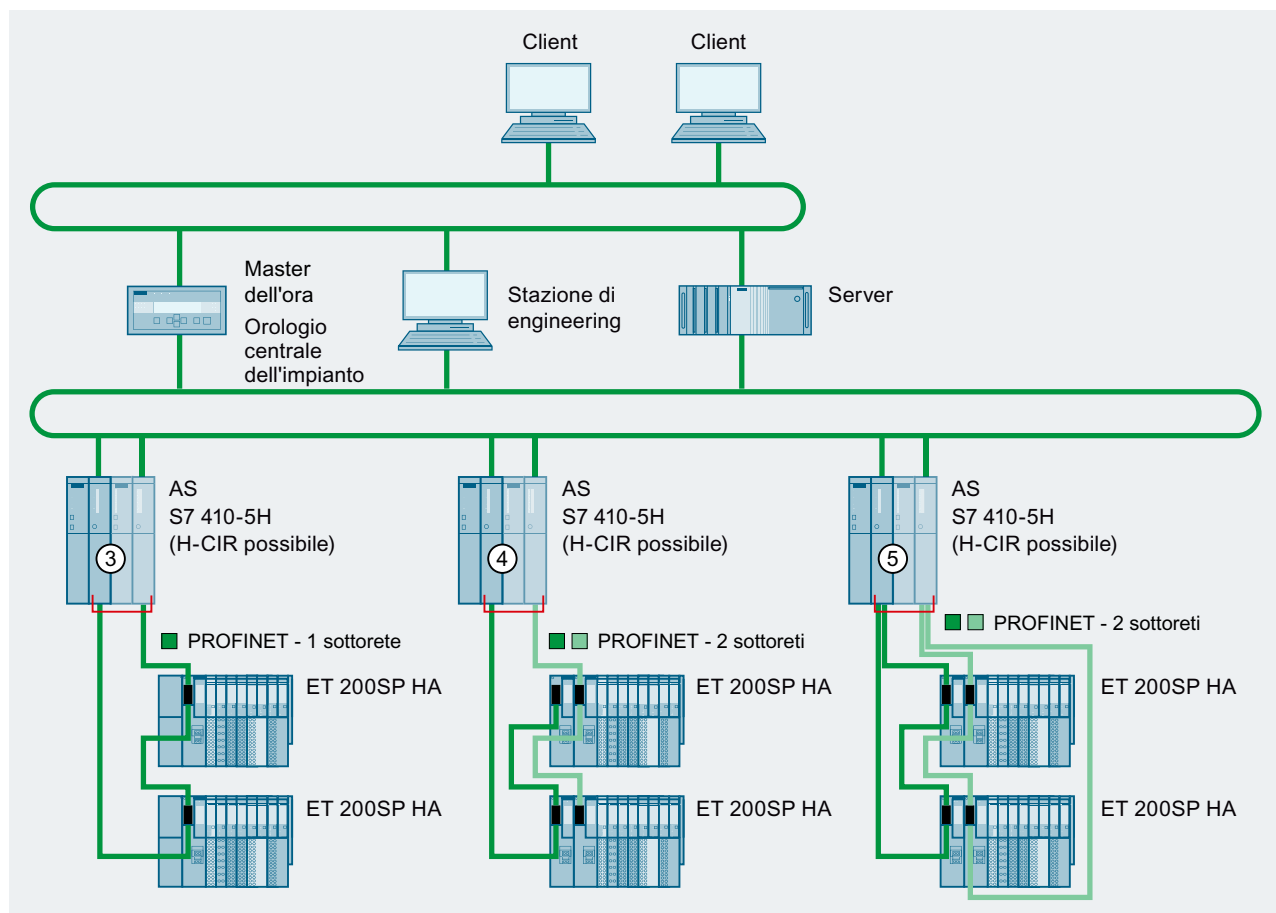 Client
Client
Master
dell'ora
Orologio
centrale
dell'impianto
Stazione di
engineering
Server
AS
S7 410-5H
(H-CIR possibile)
3
AS
S7 410-5H
(H-CIR possibile)
4
AS
S7 410-5H
(H-CIR possibile)
5
PROFINET - 1 sottorete
PROFINET - 2 sottoreti
PROFINET - 2 sottoreti
ET 200SP HA
ET 200SP HA
ET 200SP HA
ET 200SP HA
ET 200SP HA
ET 200SP HA